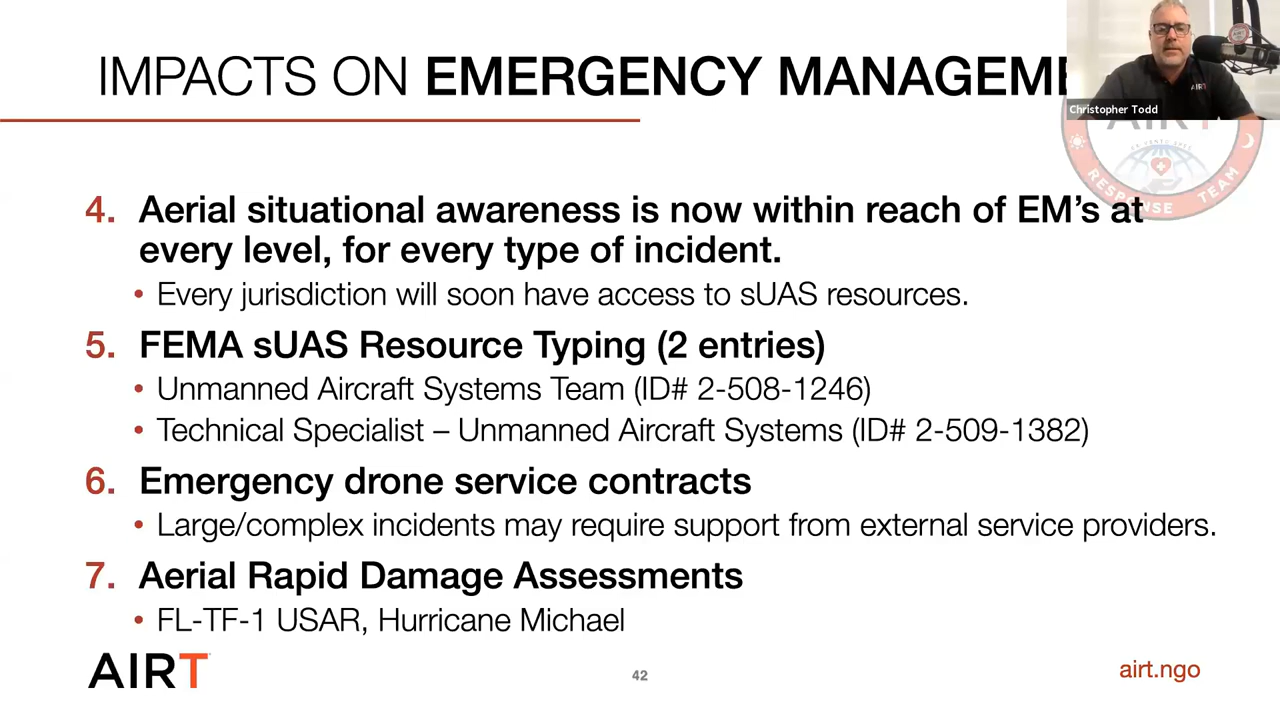 IMPACTS ON EMERGENCY MANAGEME
AIRT
Christopher Todd
AIRT
RESPONSE TEAM
4. Aerial situational awareness is now within reach of EM's at
every level, for every type of incident.
• Every jurisdiction will soon have access to sUAS resources.
5. FEMA sUAS Resource Typing (2 entries)
• Unmanned Aircraft Systems Team (ID# 2-508-1246)
• Technical Specialist – Unmanned Aircraft Systems (ID# 2-509-1382)
6. Emergency drone service contracts
• Large/complex incidents may require support from external service providers.
7. Aerial Rapid Damage Assessments
• FL-TF-1 USAR, Hurricane Michael
AIRT
42
airt.ngo